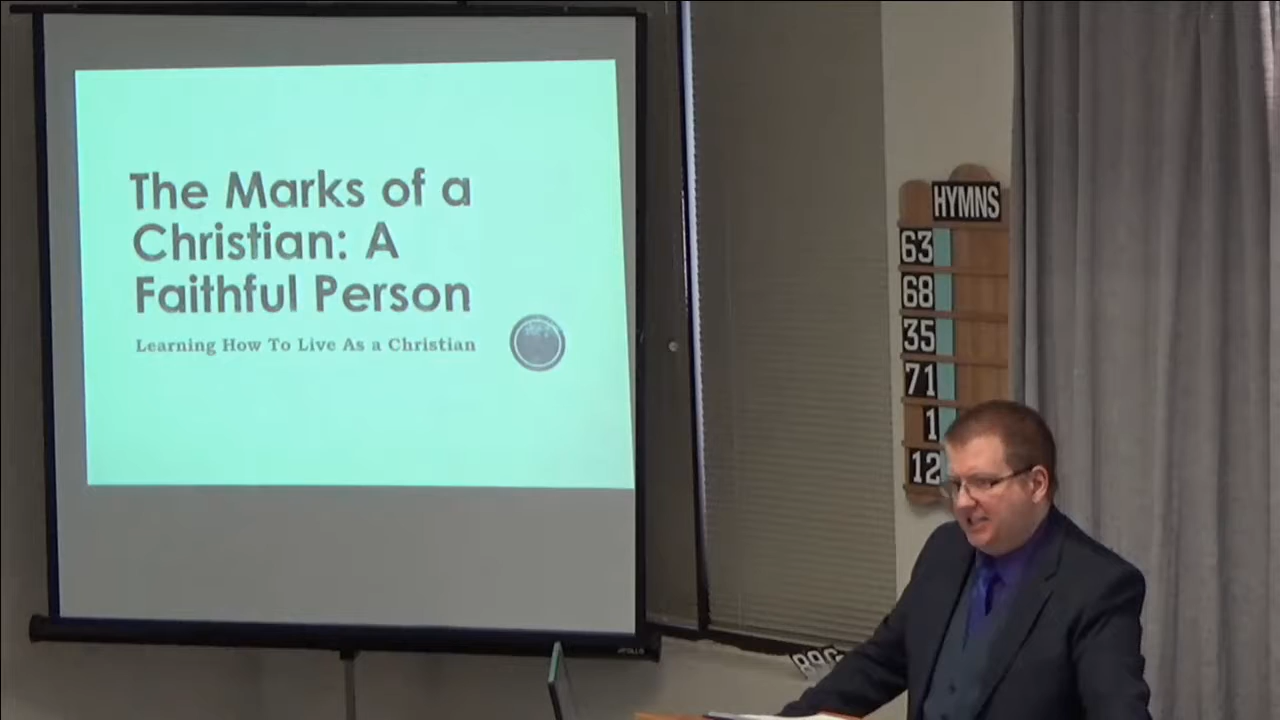 The Marks of a
Christian: A
Faithful Person
Learning How To Live As a Christian
HYMNS
63
68
35
71
1
12
APOLLO